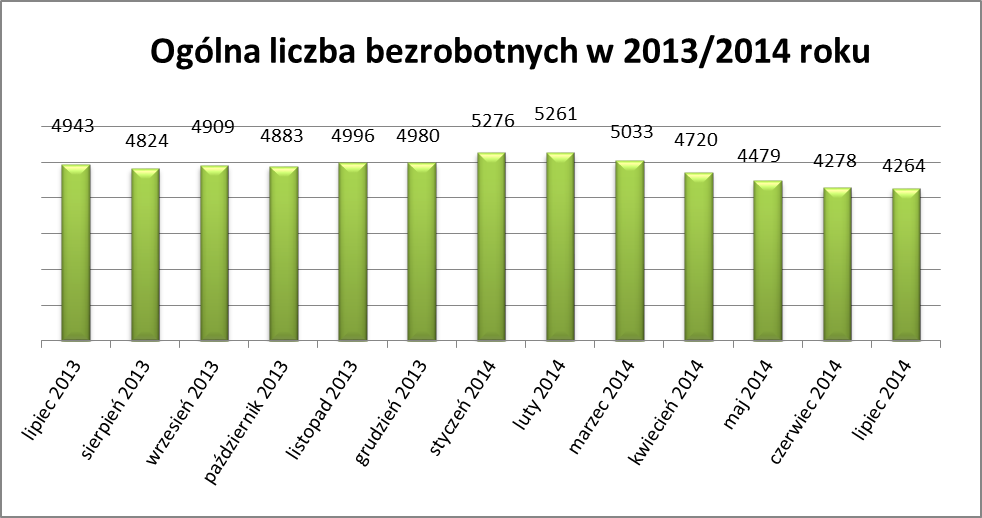 Ogólna liczba bezrobotnych w 2013/2014 roku
4943 4824 4909 4883 4996 4980 5276 5261 5033 4720 4479 4278 4264
lipiec 2013
sierpień 2013
wrzesień 2013
październik 2013
listopad 2013
grudzień 2013
styczeń 2014
luty 2014
marzec 2014
kwiecień 2014
maj 2014
czerwiec 2014
lipiec 2014